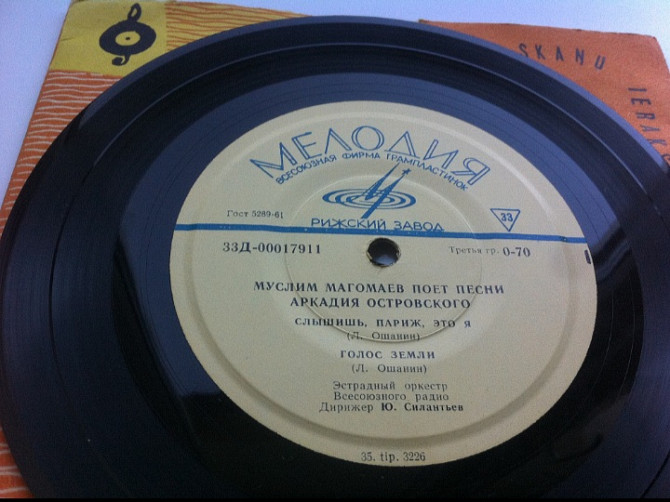 SKANU
IERAK
МЕЛОДИЯ
ВСЕСОЮЗНАЯ ФИРМА ГРАМПЛАСТИНОК
Гост 5289-61
РИЖСКИЙ ЗАВОД
33
33Д-00017911
Третья гр. 0-70
МУСЛИМ МАГОМАЕВ ПОЕТ ПЕСНИ
АРКАДИЯ ОСТРОВСКОГО
СЛЫШИШЬ, ПАРИЖ, ЭТО Я
(Л. Ошанин)
ГОЛОС ЗЕМЛИ
(Л. Ошанин)
Эстрадный оркестр
Всесоюзного радио
Дирижер Ю. Силантьев
35. tip. 3226